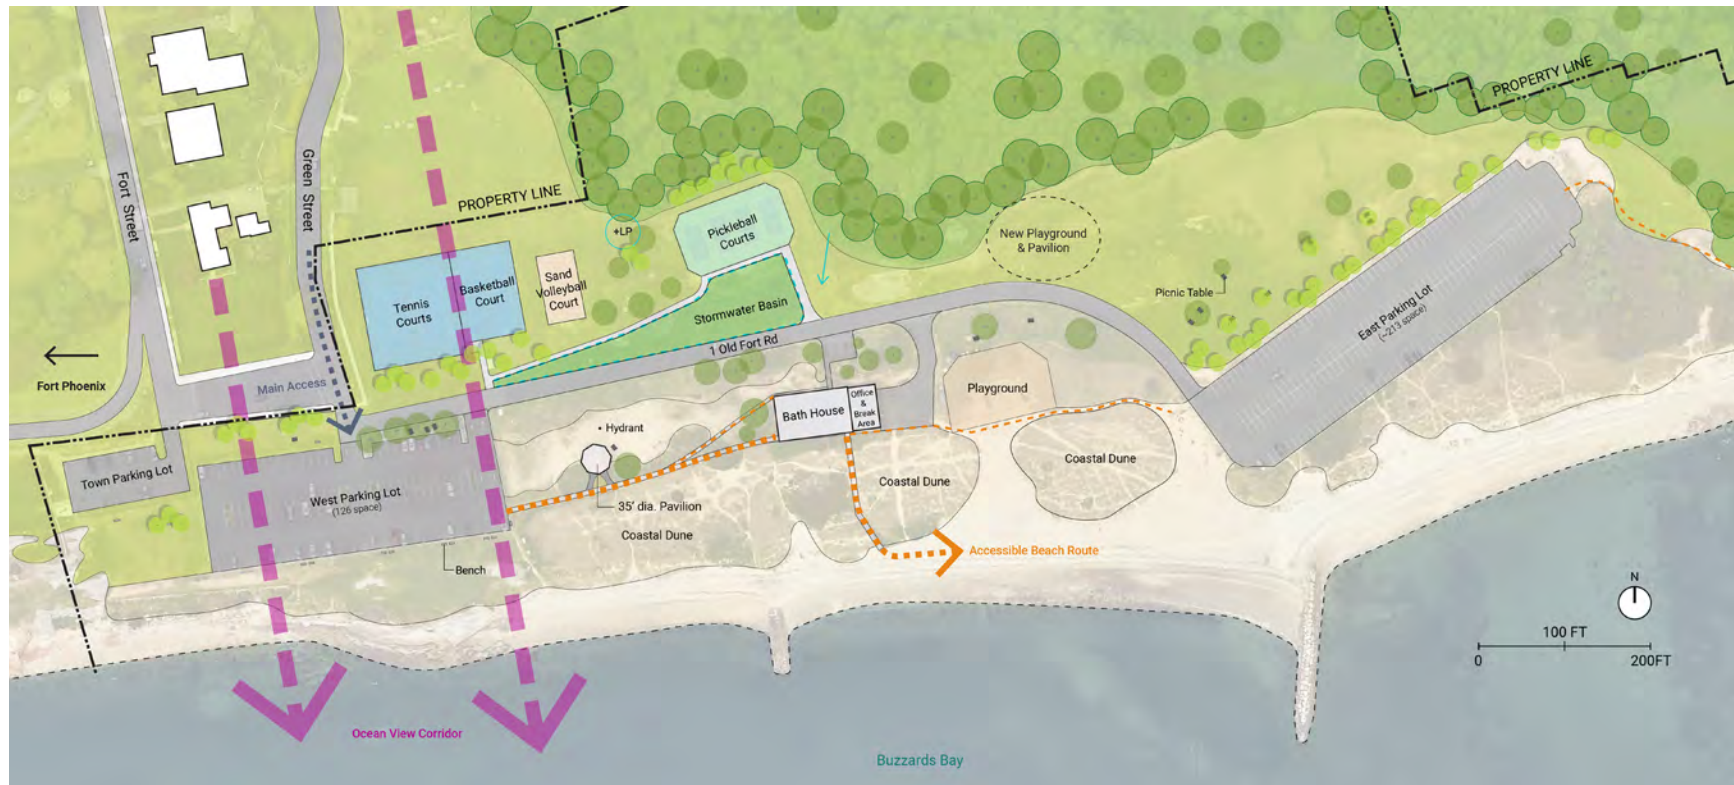 PROPERTY LINE
PROPERTY LINE
Fort Street
Green Street
+LP
Pickleball
Courts
New Playground
& Pavilion
Tennis
Courts
Basketball
Court
Sand
Volleyball
Court
Stormwater Basin
Picnic Table
East Parking Lot
(~213 space)
1 Old Fort Rd
Fort Phoenix
Main Access
Playground
Bath House
Office
&
Break
Area
Hydrant
Town Parking Lot
West Parking Lot
(126 space)
35' dia. Pavilion
Coastal Dune
Coastal Dune
Coastal Dune
Bench
Accessible Beach Route
N
100 FT
0
200FT
Ocean View Corridor
Buzzards Bay